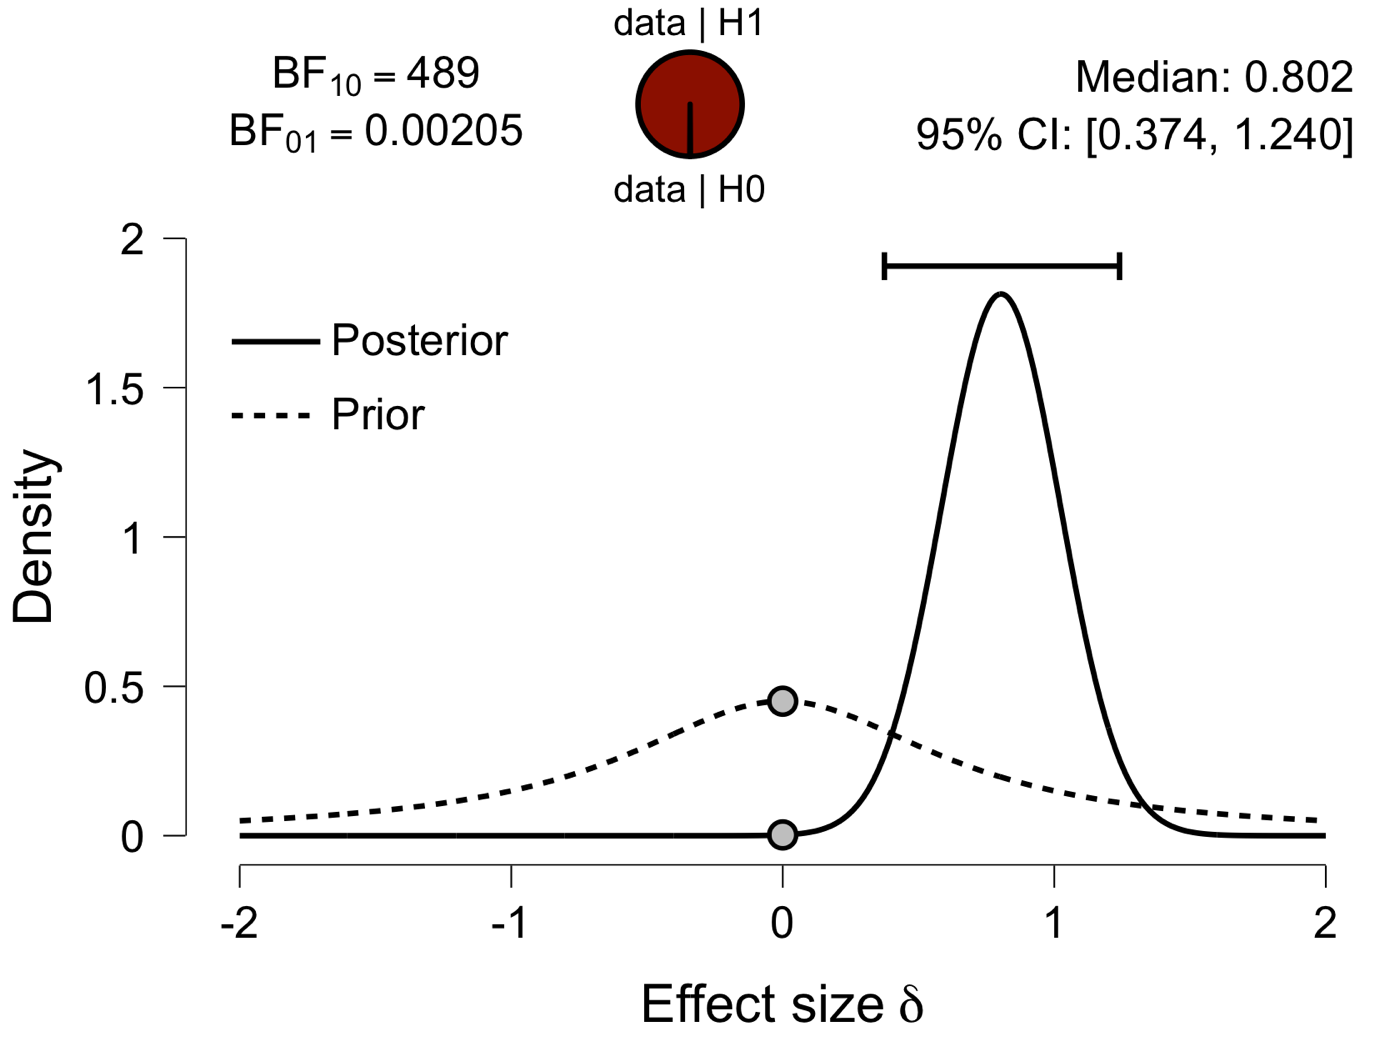 data | H1
BF₁₀ = 489
BF₀₁ = 0.00205
Median: 0.802
95% CI: [0.374, 1.240]
data | H0
2
1.5
1
0.5
0
Density
Posterior
Prior
-2 -1 0 1 2
Effect size δ